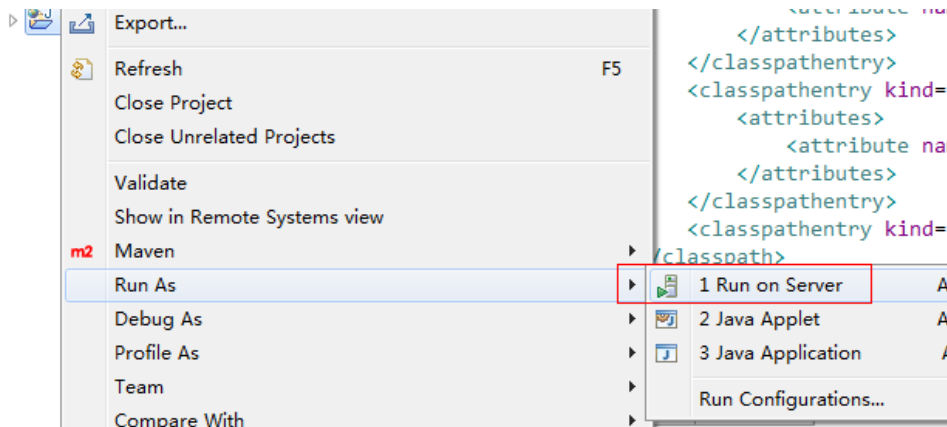 Export...
Refresh F5
Close Project
Close Unrelated Projects
Validate
Show in Remote Systems view
m2 Maven
Run As
Debug As
Profile As
Team
Compare With
1 Run on Server A
2 Java Applet A
3 Java Application A
Run Configurations...
</attributes>
</classpathentry>
<classpathentry kind=
<attributes>
<attribute na
</attributes>
</classpathentry>
<classpathentry kind=
/classpath>